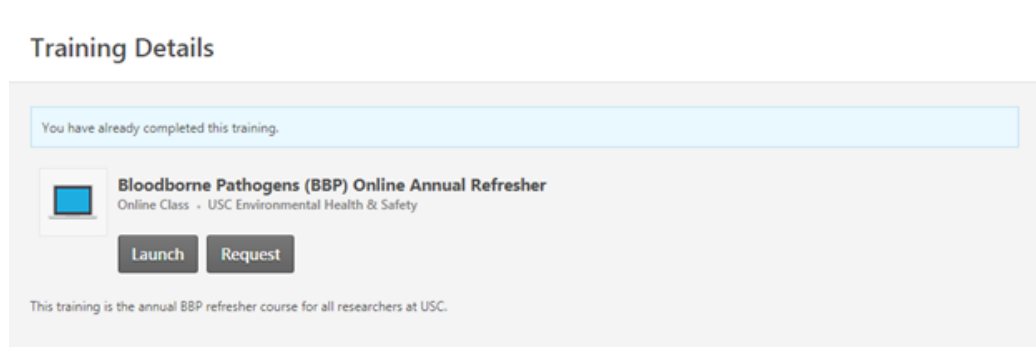 Training Details
You have already completed this training.
Bloodborne Pathogens (BBP) Online Annual Refresher
Online Class • USC Environmental Health & Safety
Launch Request
This training is the annual BBP refresher course for all researchers at USC.